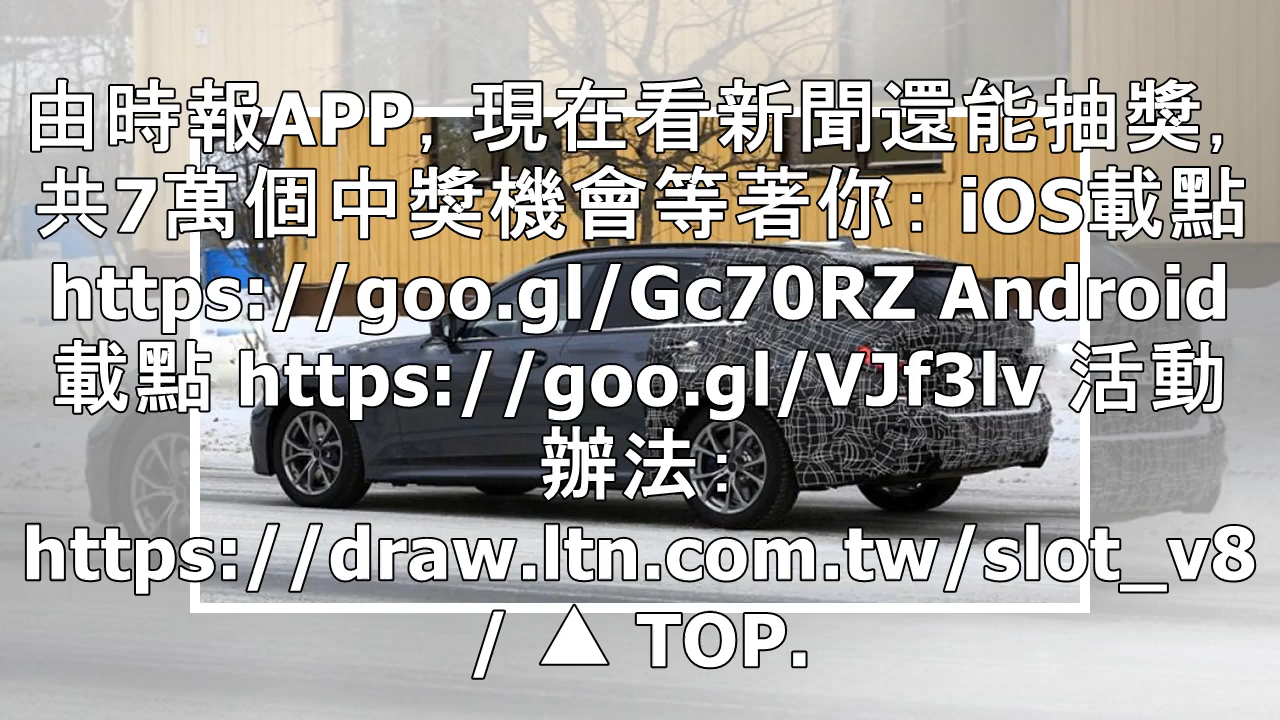 由時報APP, 現在看新聞還能抽獎,
共7萬個中獎機會等著你: iOS載點
https://goo.gl/Gc70RZ Android
載點 https://goo.gl/VJf3lv 活動
辦法:
https://draw.ltn.com.tw/slot_v8
/ ▲ TOP.